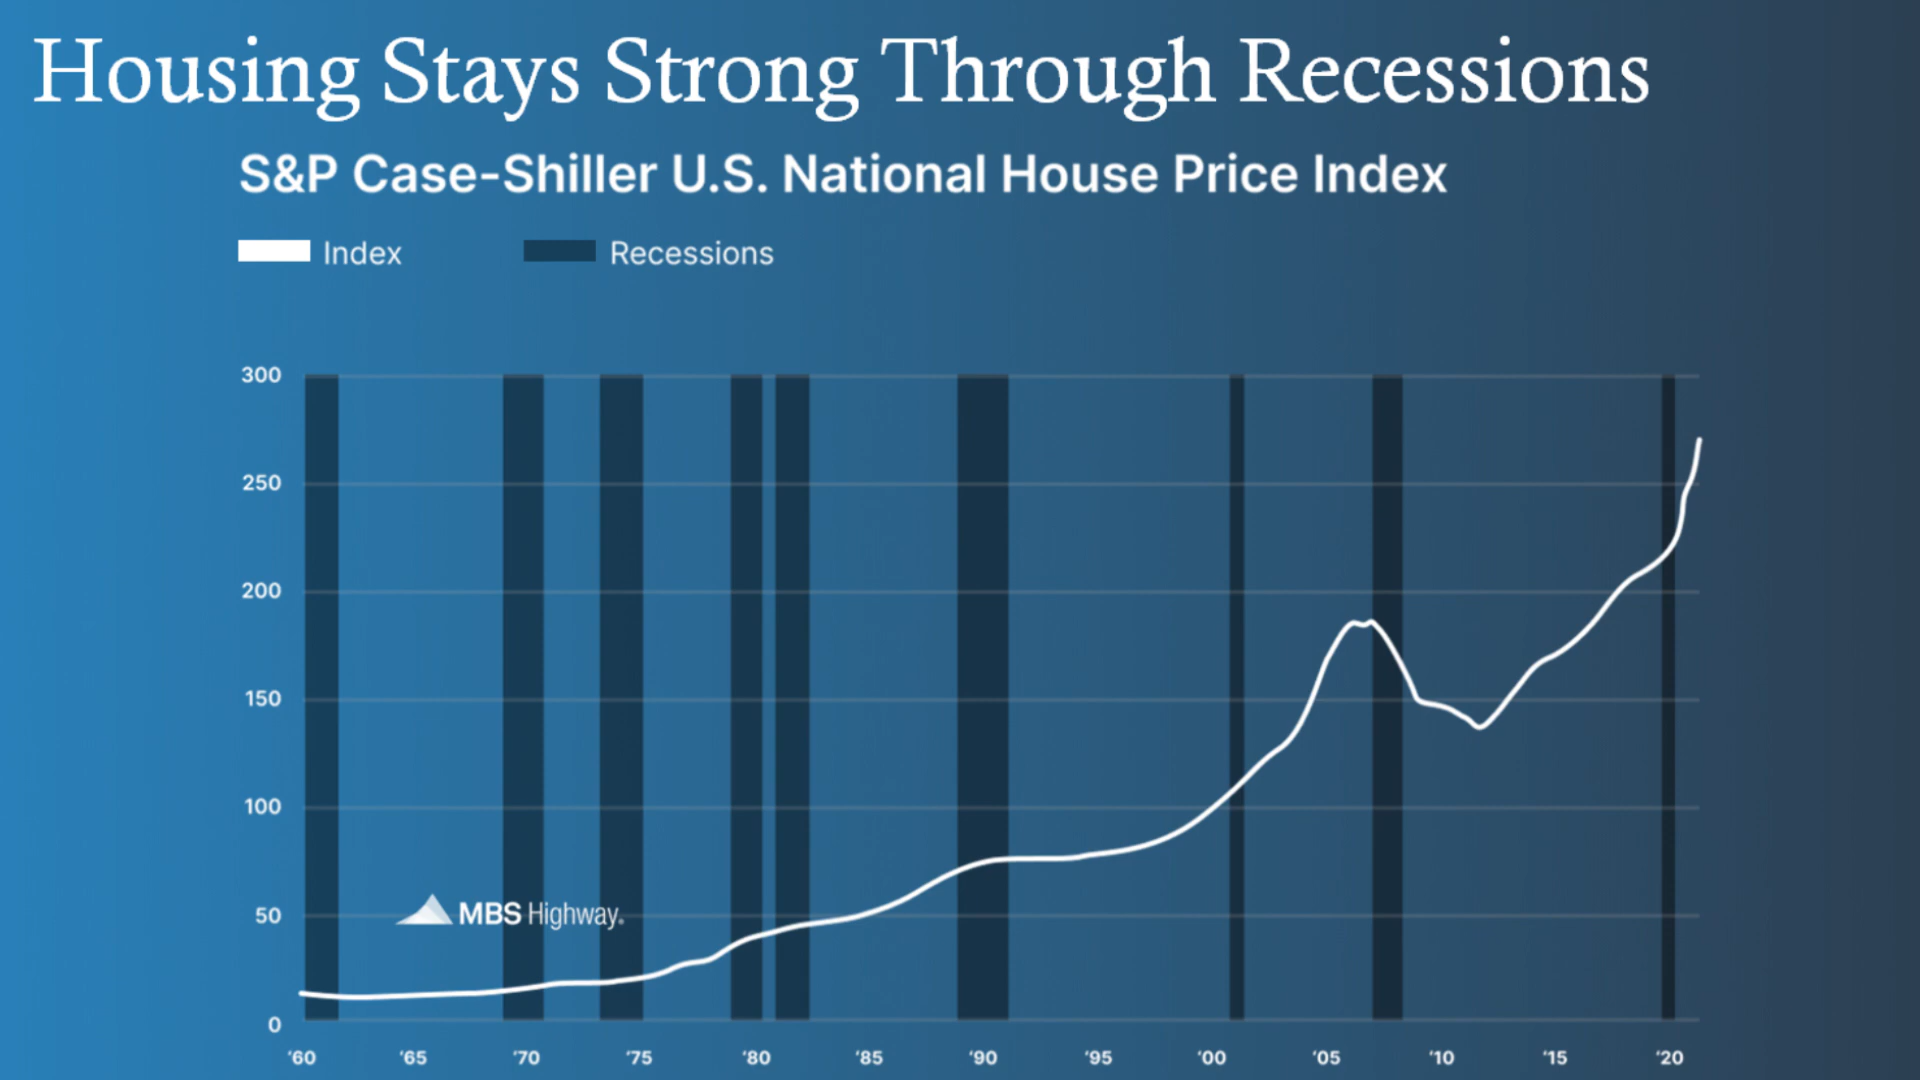 Housing Stays Strong Through Recessions
S&P Case-Shiller U.S. National House Price Index
Index Recessions
300
250
200
150
100
50
MBS Highway®
0
‘60 ‘65 ‘70 ‘75 ‘80 ‘85 ‘90 ‘95 ‘00 ‘05 ‘10 ‘15 ‘20